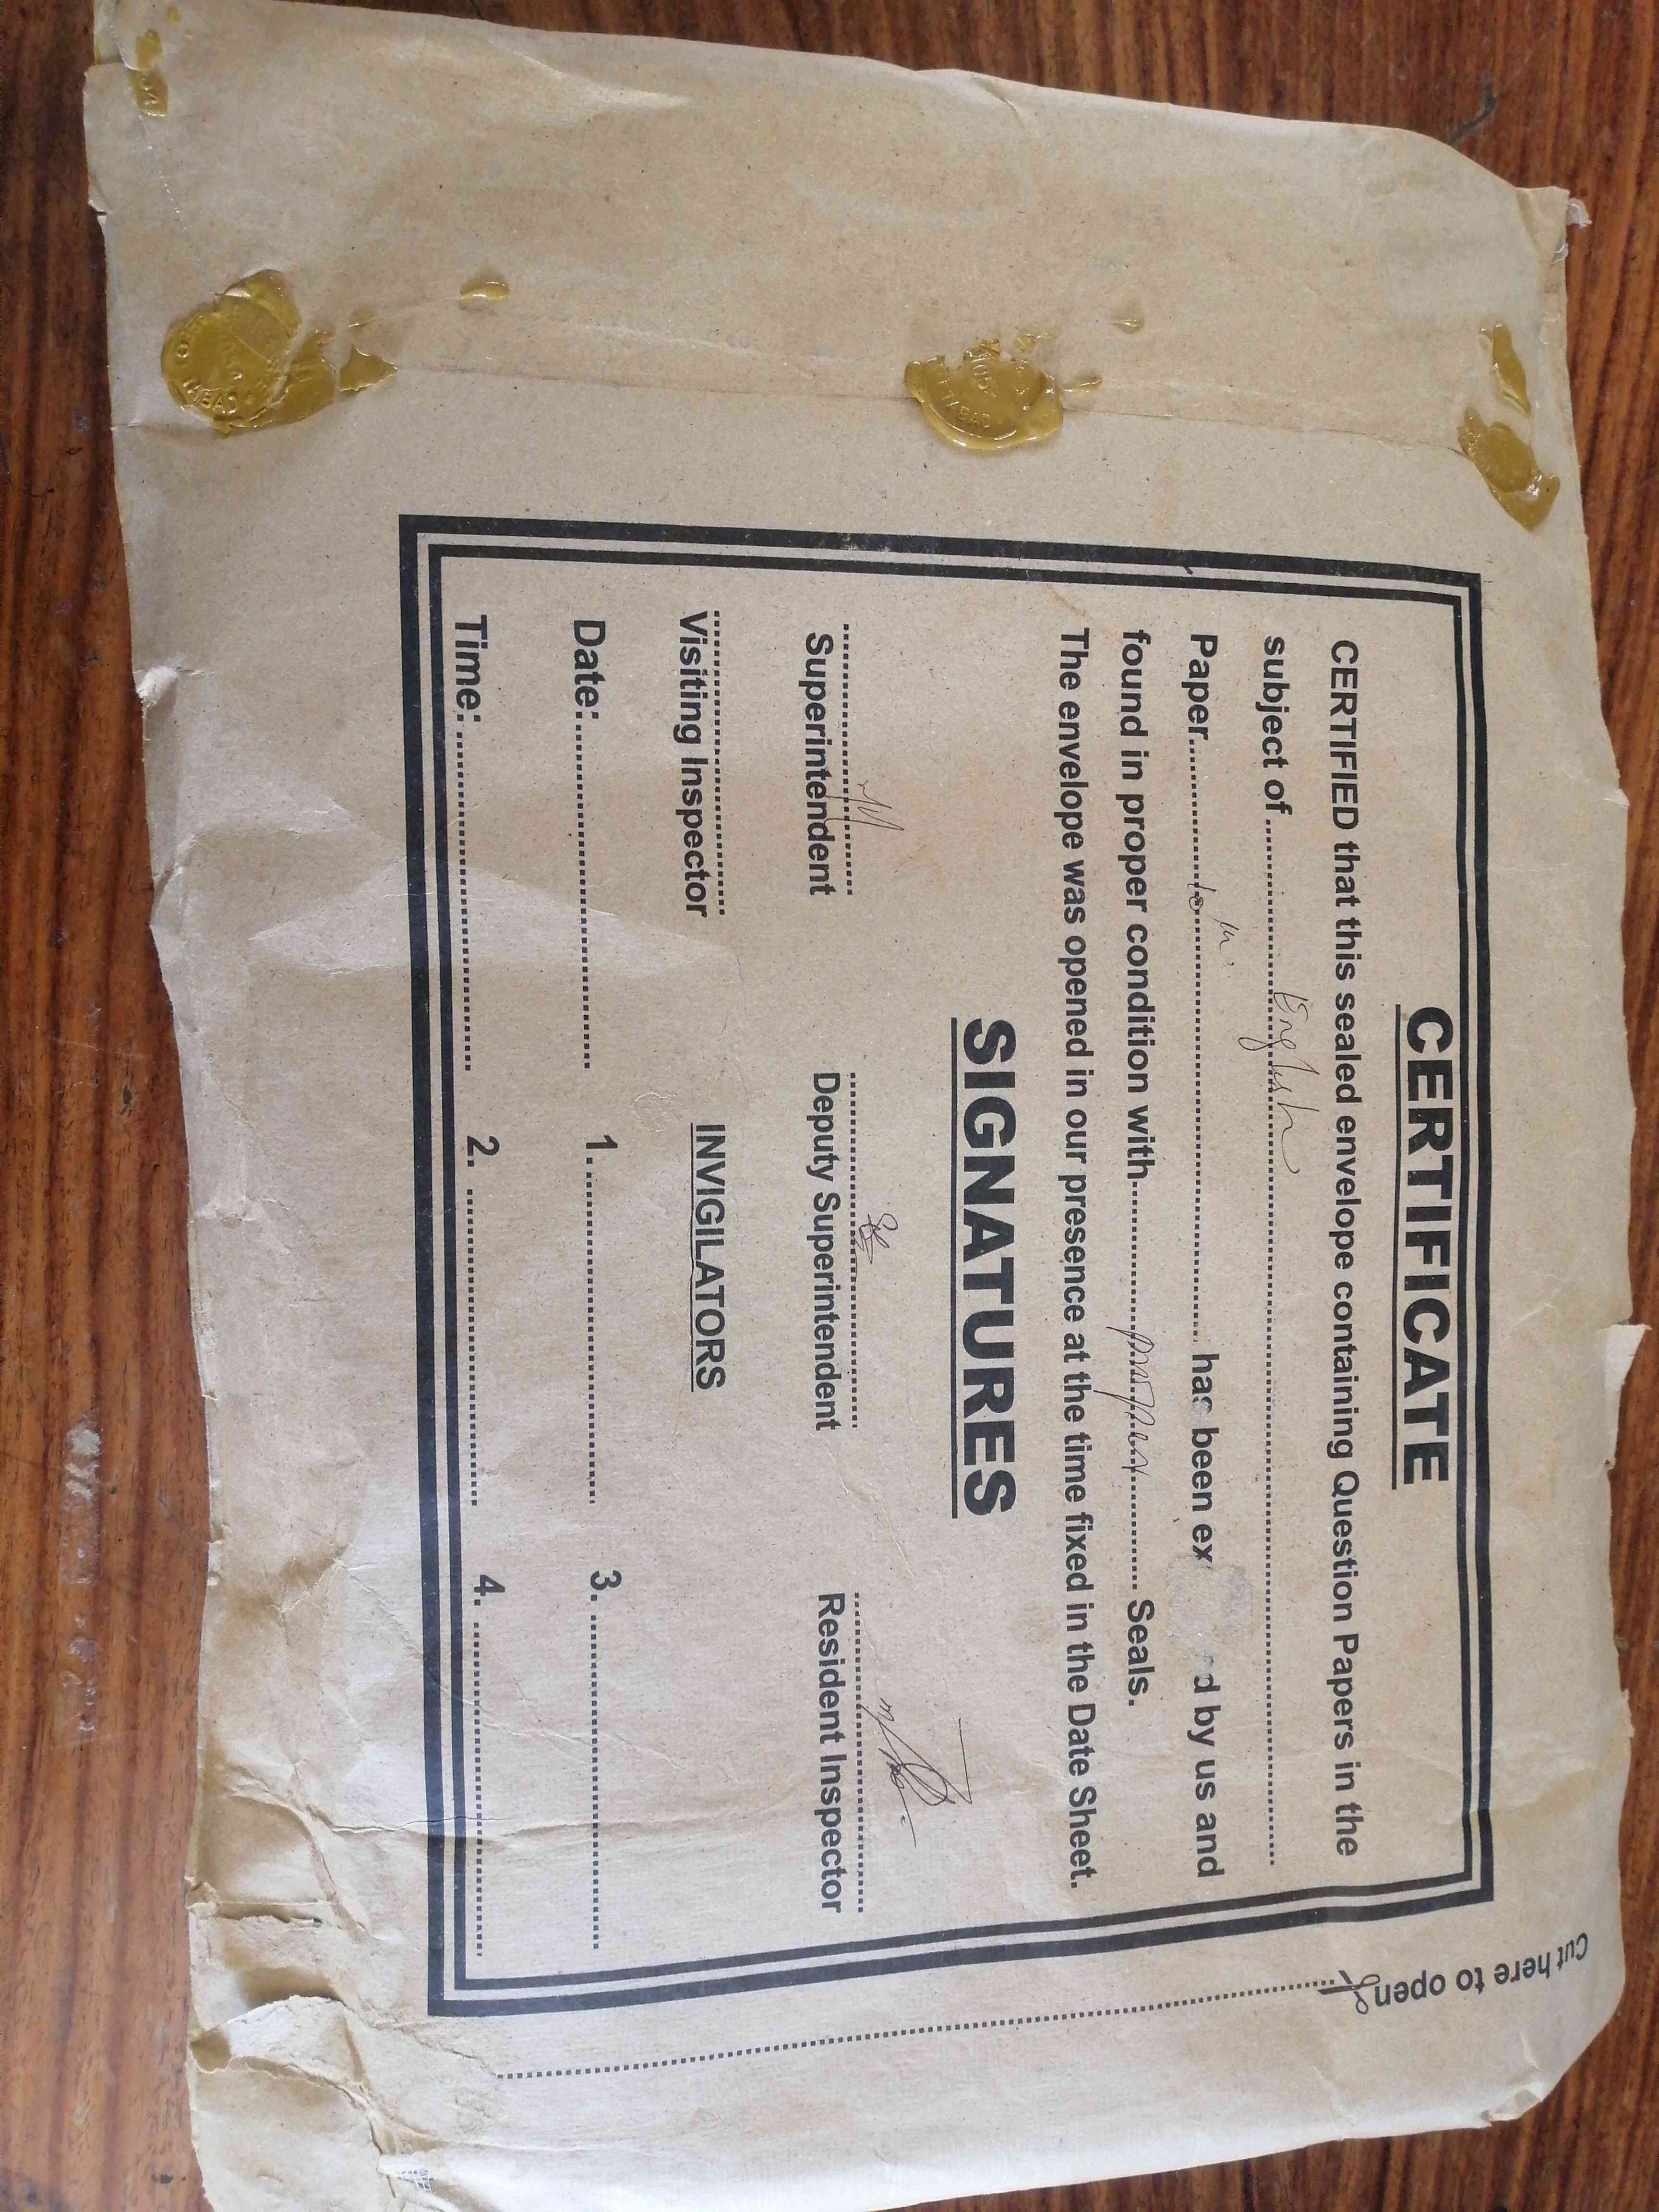 CERTIFICATE
CERTIFIED that this sealed envelope containing Question Papers in the
subject of .......... English ..........
Paper .......... 10 th .......... has been ex d by us and
found in proper condition with .......... proper .......... Seals.
The envelope was opened in our presence at the time fixed in the Date Sheet.
SIGNATURES
Superintendent Deputy Superintendent Resident Inspector
Visiting Inspector INVIGILATORS
Date: .......... 1. .......... 3. ..........
Time: .......... 2. .......... 4. ..........
Cut here to open